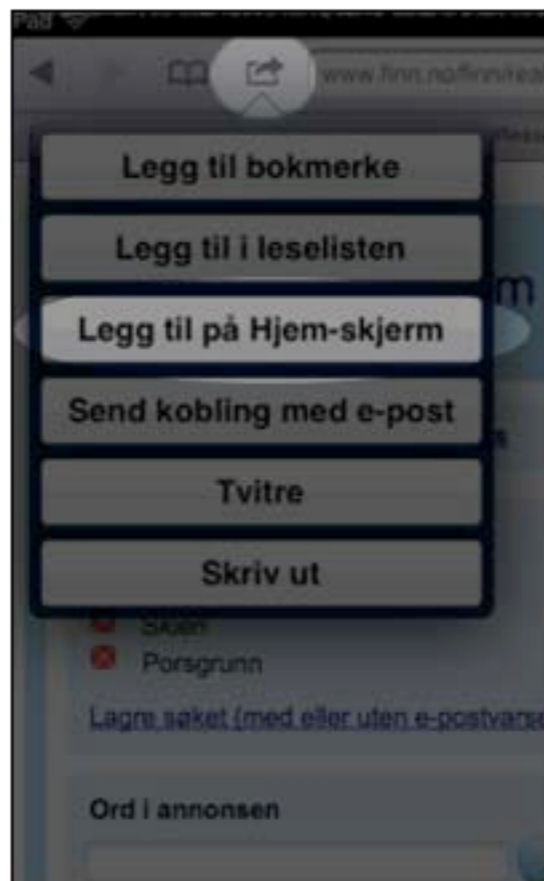 Pad
www.finn.no/finn/real
Legg til bokmerke
Legg til i leselisten
m
Legg til på Hjem-skjerm
Send kobling med e-post
Tvitre
Skriv ut
Skien
Porsgrunn
Lagre søket (med eller uten e-postvarse
Ord i annonsen